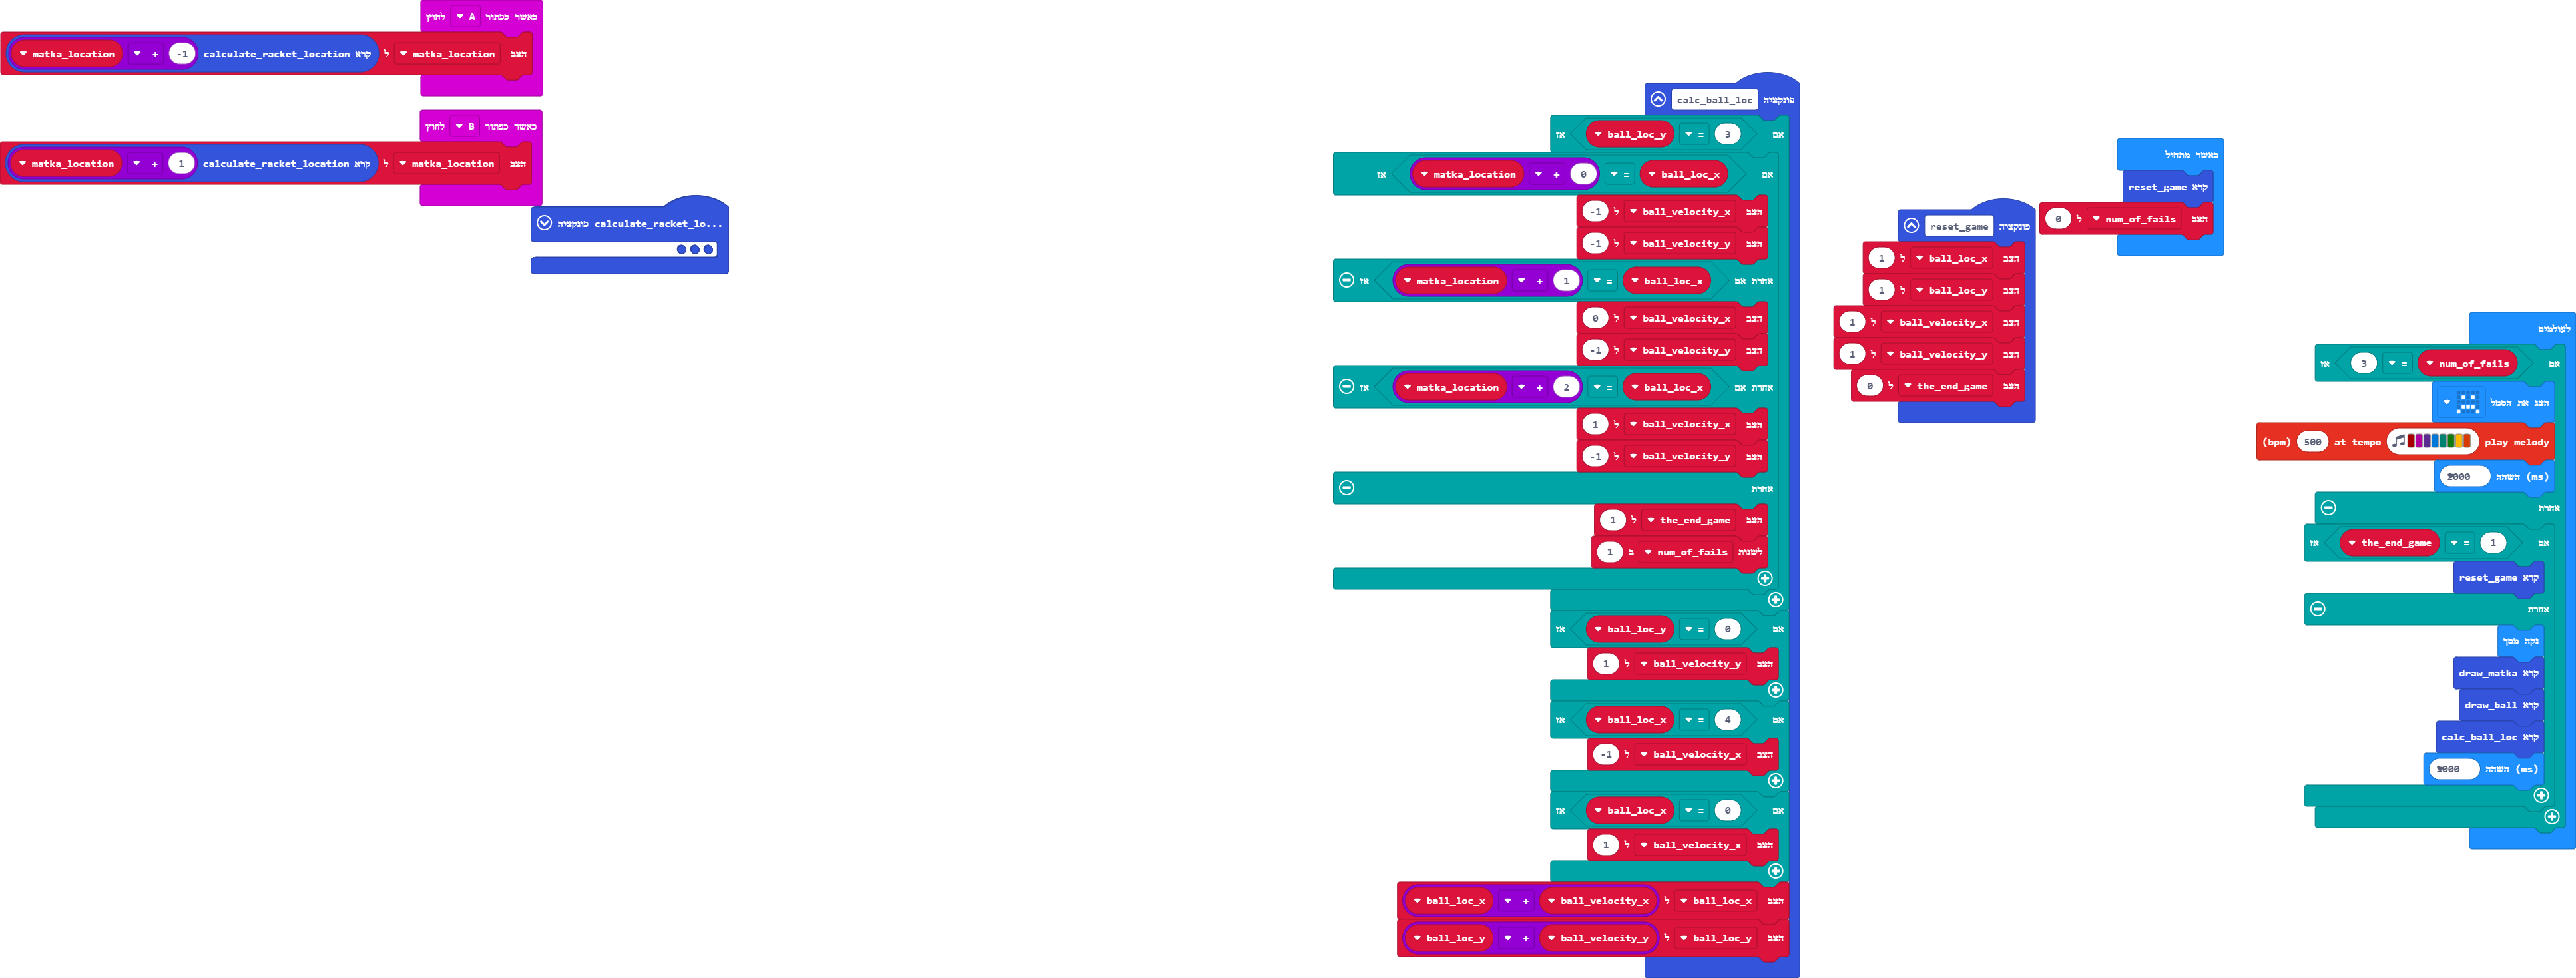 לעולמים
אם num_of_fails = 3 אז
הצג את הסמל
play melody at tempo 500 (bpm)
(ms) השהה
אחרת
אם 1 = the_end_game אז
קרא reset_game
אחרת
נקה מסך
קרא draw_matka
קרא draw_ball
קרא calc_ball_loc
(ms) השהה
כאשר מתחיל
קרא reset_game
הצב num_of_fails ל 0
פונקציה reset_game
הצב ball_loc_x ל 1
הצב ball_loc_y ל 1
הצב ball_velocity_x ל 1
הצב ball_velocity_y ל 1
הצב the_end_game ל 0
פונקציה calc_ball_loc
אם 3 = ball_loc_y אז
אם ball_loc_x = 0 + matka_location אז
הצב ball_velocity_x ל -1
הצב ball_velocity_y ל -1
אחרת אם ball_loc_x = 1 + matka_location אז
הצב ball_velocity_x ל 0
הצב ball_velocity_y ל -1
אחרת אם ball_loc_x = 2 + matka_location אז
הצב ball_velocity_x ל 1
הצב ball_velocity_y ל -1
אחרת
הצב the_end_game ל 1
לשנות num_of_fails ב 1
אם 0 = ball_loc_y אז
הצב ball_velocity_y ל 1
אם 4 = ball_loc_x אז
הצב ball_velocity_x ל -1
אם 0 = ball_loc_x אז
הצב ball_velocity_x ל 1
הצב ball_loc_x ל ball_velocity_x + ball_loc_x
הצב ball_loc_y ל ball_velocity_y + ball_loc_y
כאשר כפתור A לחוץ
הצב matka_location ל קרא calculate_racket_location -1 + matka_location
כאשר כפתור B לחוץ
הצב matka_location ל קרא calculate_racket_location 1 + matka_location
calculate_racket_lo... פונקציה